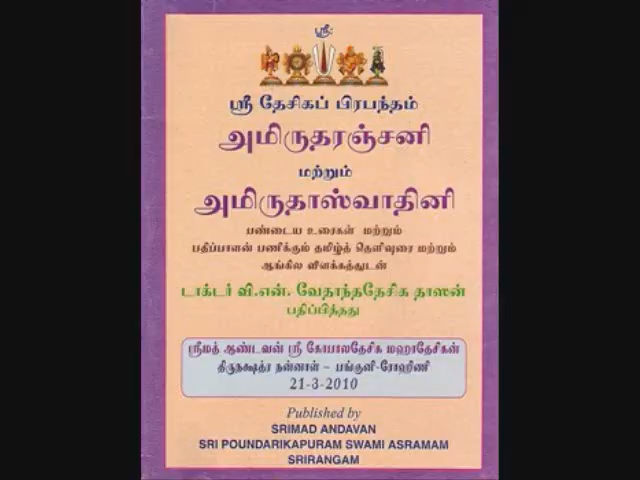 ஸ்ரீ:
ஸ்ரீ தேசிகப் பிரபந்தம்
அமிருதரஞ்சனி
மற்றும்
அமிருதாஸ்வாதினி
பண்டைய உரைகள் மற்றும்
பதிப்பாளன் பணிக்கும் தமிழ்த் தெளிவுரை மற்றும்
ஆங்கில விளக்கத்துடன்
டாக்டர் வி.என். வேதாந்ததேசிக தாஸன்
பதிப்பித்தது
ஸ்ரீமத் ஆண்டவன் ஸ்ரீ கோபாலதேசிக மஹாதேசிகன்
திருநக்ஷத்ர நன்னாள் – பங்குனி-ரோஹிணி
21-3-2010
Published by
SRIMAD ANDAVAN
SRI POUNDARIKAPURAM SWAMI ASRAMAM
SRIRANGAM